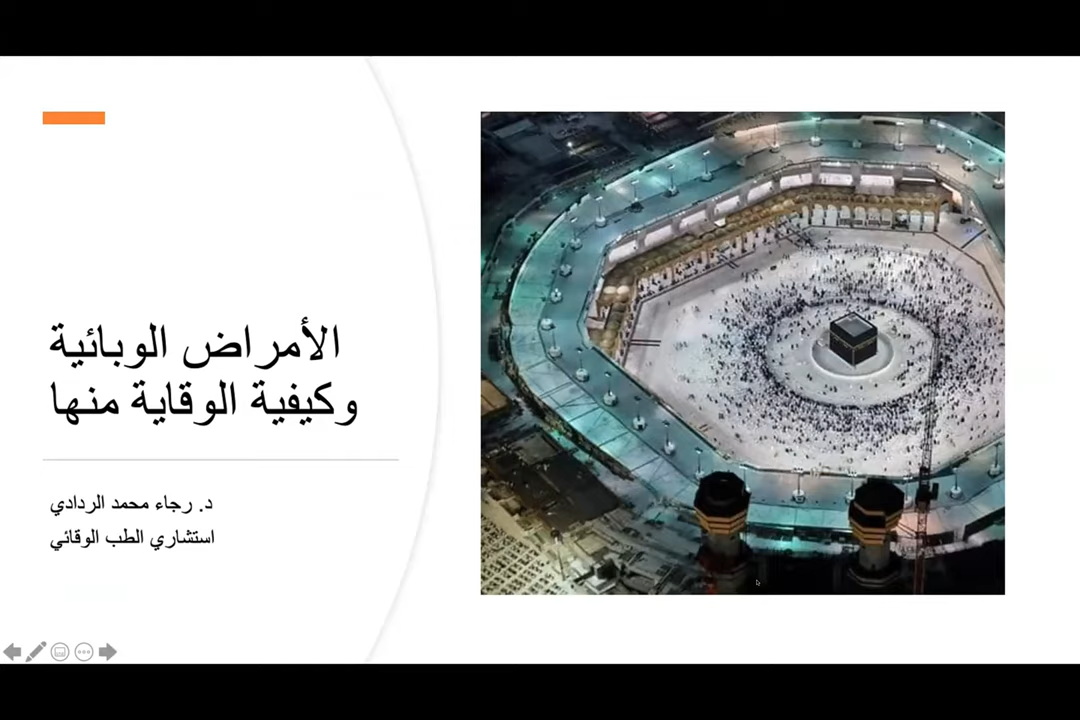 الأمراض الوبائية
وكيفية الوقاية منها
د. رجاء محمد الردادي
استشاري الطب الوقائي